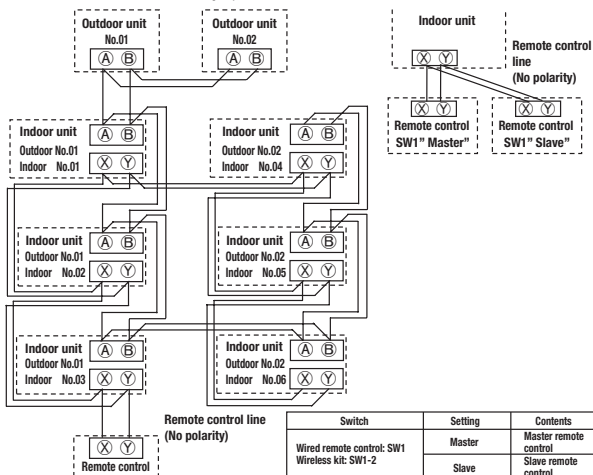 Outdoor unit
No.01
A B
Outdoor unit
No.02
A B
Indoor unit
X Y
Remote control
line
(No polarity)
X Y
Remote control
SW1” Master”
X Y
Remote control
SW1” Slave”
Indoor unit
Outdoor No.01
Indoor No.01
A B
X Y
Indoor unit
Outdoor No.02
Indoor No.04
A B
X Y
Indoor unit
Outdoor No.01
Indoor No.02
A B
X Y
Indoor unit
Outdoor No.02
Indoor No.05
A B
X Y
Indoor unit
Outdoor No.01
Indoor No.03
A B
X Y
Indoor unit
Outdoor No.02
Indoor No.06
A B
X Y
X Y
Remote control
Remote control line
(No polarity)
Switch Setting Contents
Wired remote control: SW1
Wireless kit: SW1-2
Master
Master remote
control
Slave
Slave remote
control